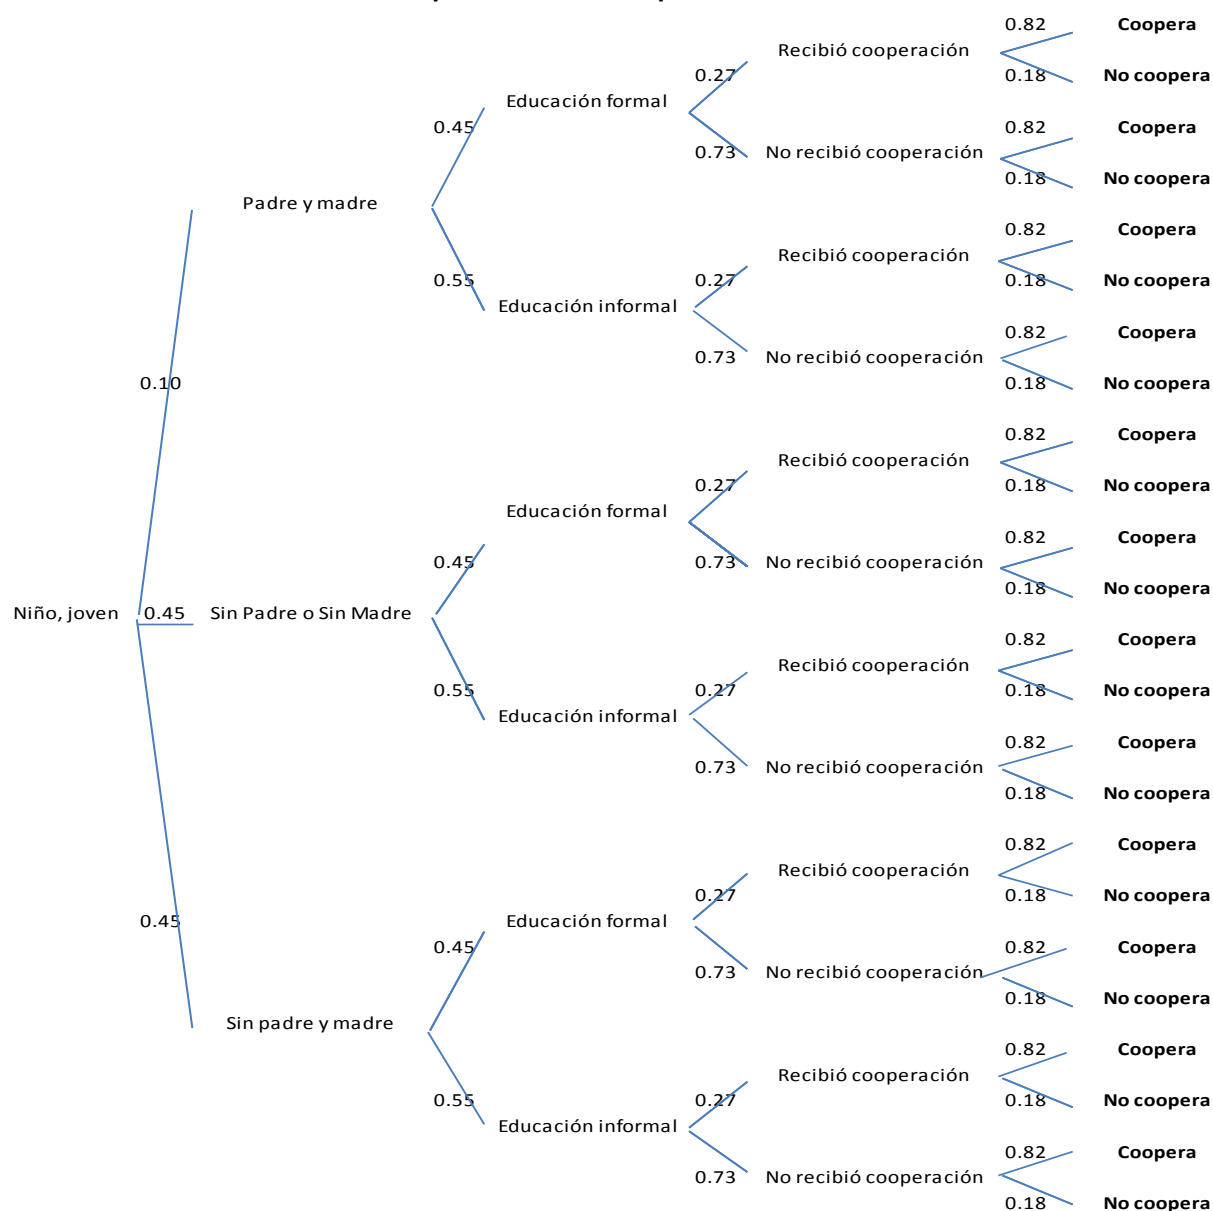 0.82 Coopera
Recibió cooperación
0.27 0.18 No coopera
Educación formal
0.45 0.82 Coopera
0.73 No recibió cooperación
0.18 No coopera
Padre y madre
0.82 Coopera
Recibió cooperación
0.55 0.27 0.18 No coopera
Educación informal
0.82 Coopera
0.73 No recibió cooperación
0.10 0.18 No coopera
0.82 Coopera
Recibió cooperación
0.27 0.18 No coopera
Educación formal
0.82 Coopera
0.45 0.73 No recibió cooperación
0.18 No coopera
Niño, joven 0.45 Sin Padre o Sin Madre
0.82 Coopera
Recibió cooperación
0.55 0.27 0.18 No coopera
Educación informal
0.82 Coopera
0.73 No recibió cooperación
0.18 No coopera
0.82 Coopera
Recibió cooperación
0.27 0.18 No coopera
0.45 Educación formal
0.45 0.82 Coopera
0.73 No recibió cooperación
0.18 No coopera
Sin padre y madre
0.82 Coopera
Recibió cooperación
0.55 0.27 0.18 No coopera
Educación informal
0.82 Coopera
0.73 No recibió cooperación
0.18 No coopera